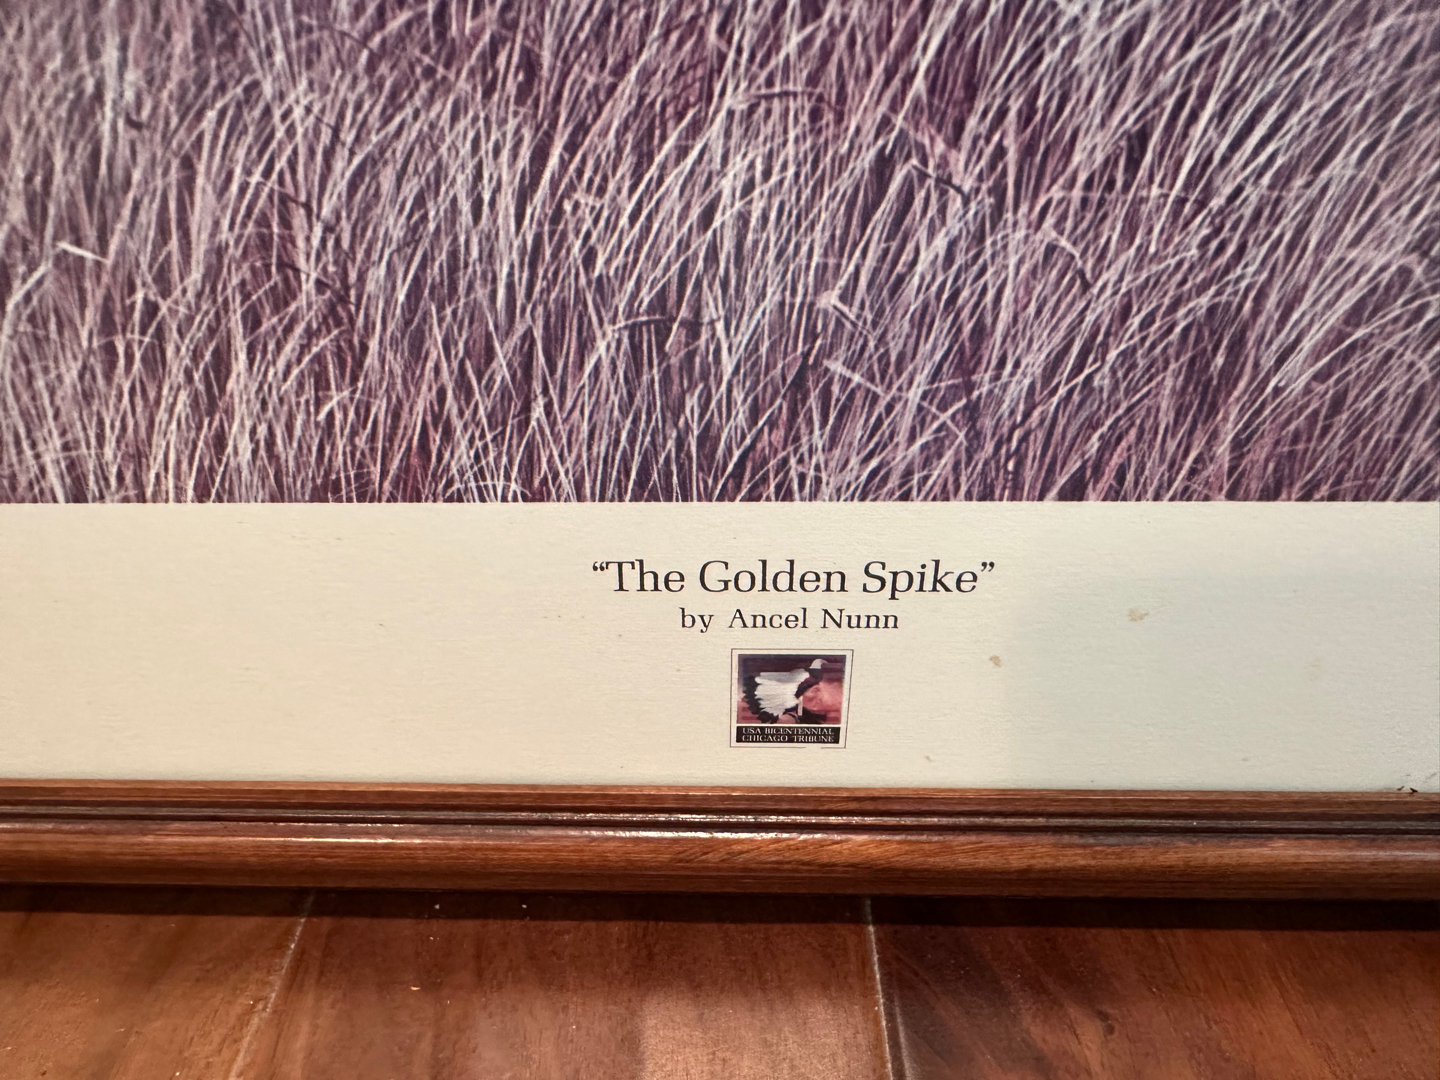 “The Golden Spike”
by Ancel Nunn
USA BICENTENNIAL
CHICAGO TRIBUNE